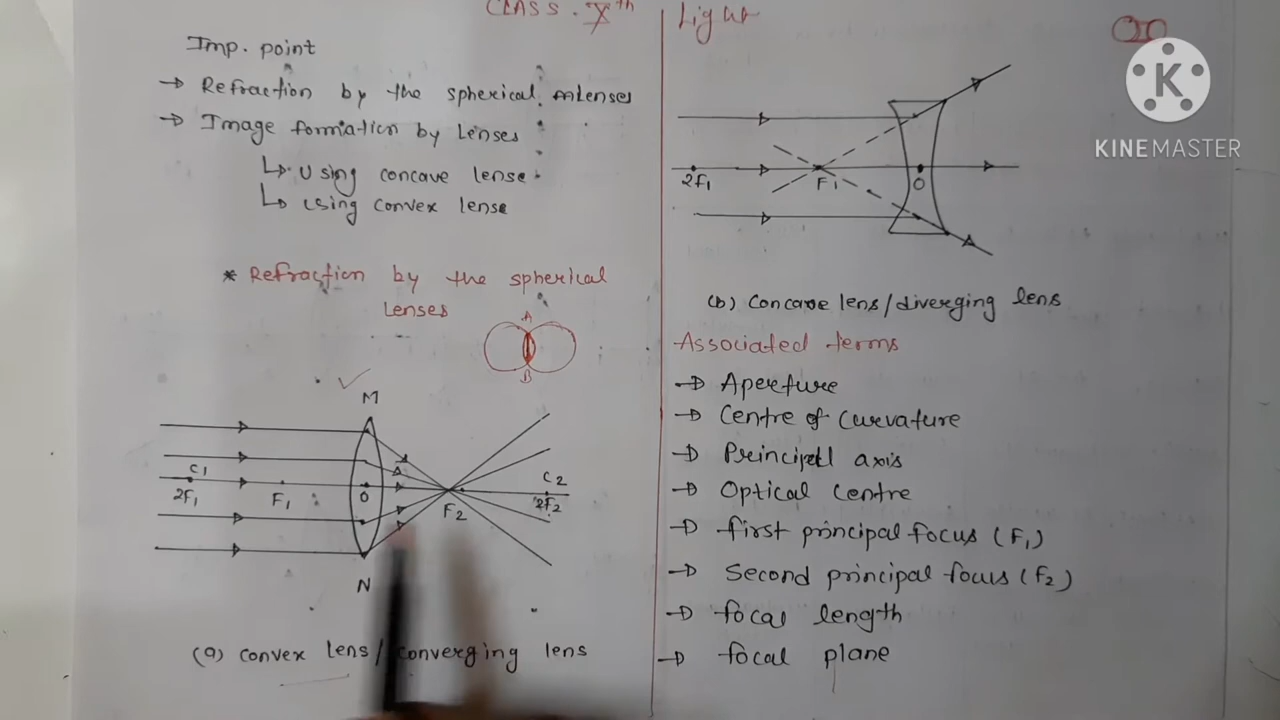 CLASS. Xth
Imp. point
→ Refraction by the spherical lenses
→ Image formation by Lenses
↳ Using concave lense.
↳ Using convex lense
* Refraction by the spherical
Lenses
A
B
M
C1
2F1
F1
O
F2
C2
2F2
N
(a) convex lens/converging lens
Light
K
KINEMASTER
2F1
F1
O
(b) concave lens/diverging lens
Associated terms
→ Aperture
→ Centre of Curvature
→ Principal axis
→ Optical Centre
→ first principal focus (F1)
→ Second principal focus (F2)
→ focal length
→ focal plane